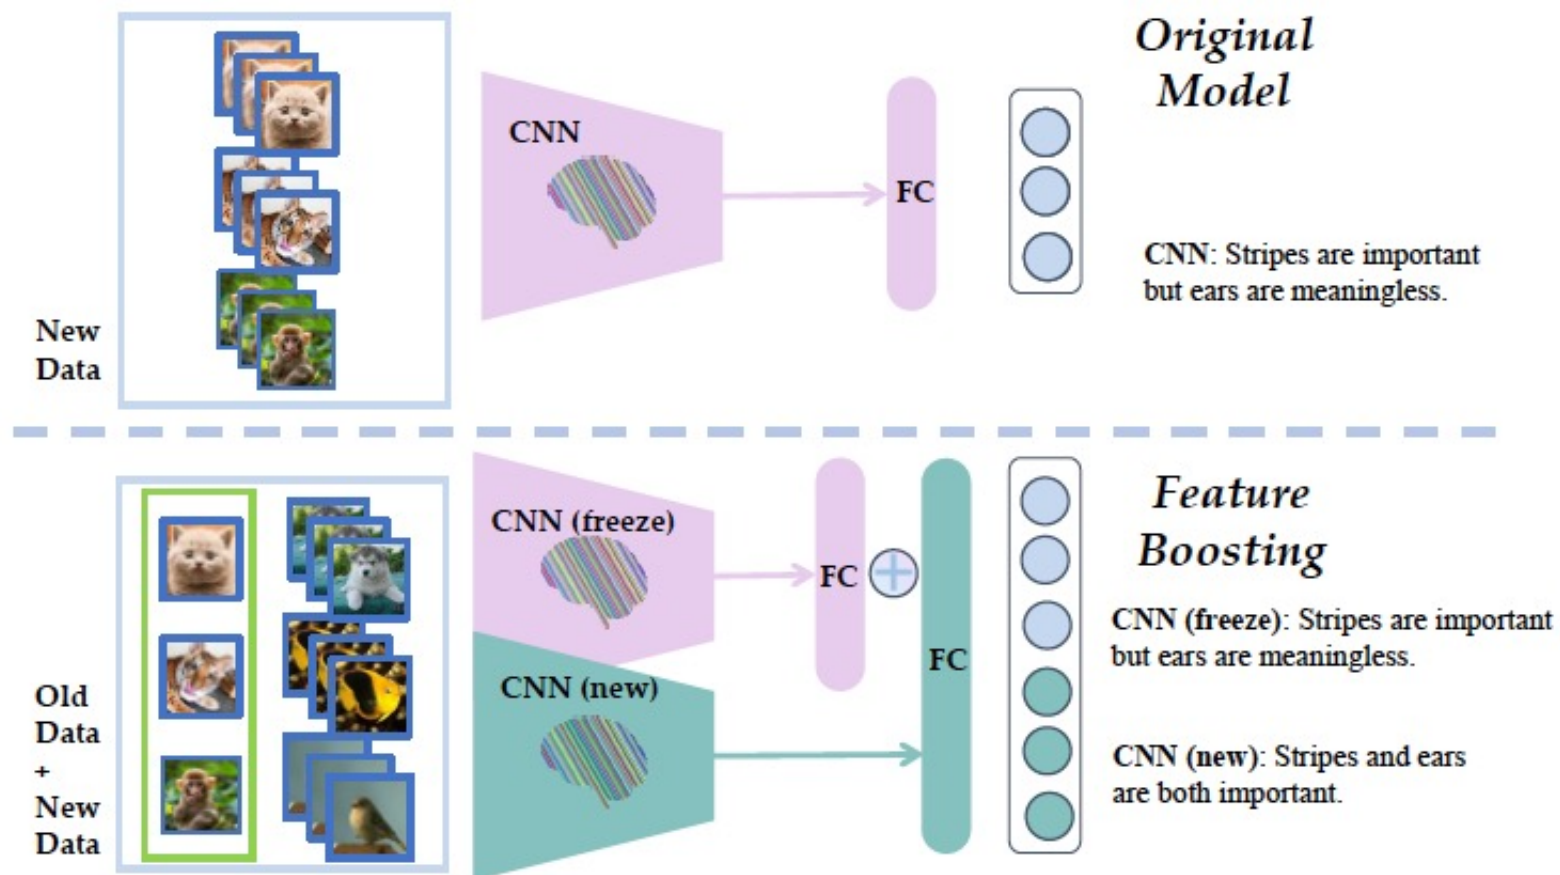 Original
Model
CNN
FC
CNN: Stripes are important
but ears are meaningless.
New
Data
Feature
Boosting
CNN (freeze)
FC
CNN (freeze): Stripes are important
but ears are meaningless.
FC
CNN (new)
Old
Data
+
New
Data
CNN (new): Stripes and ears
are both important.